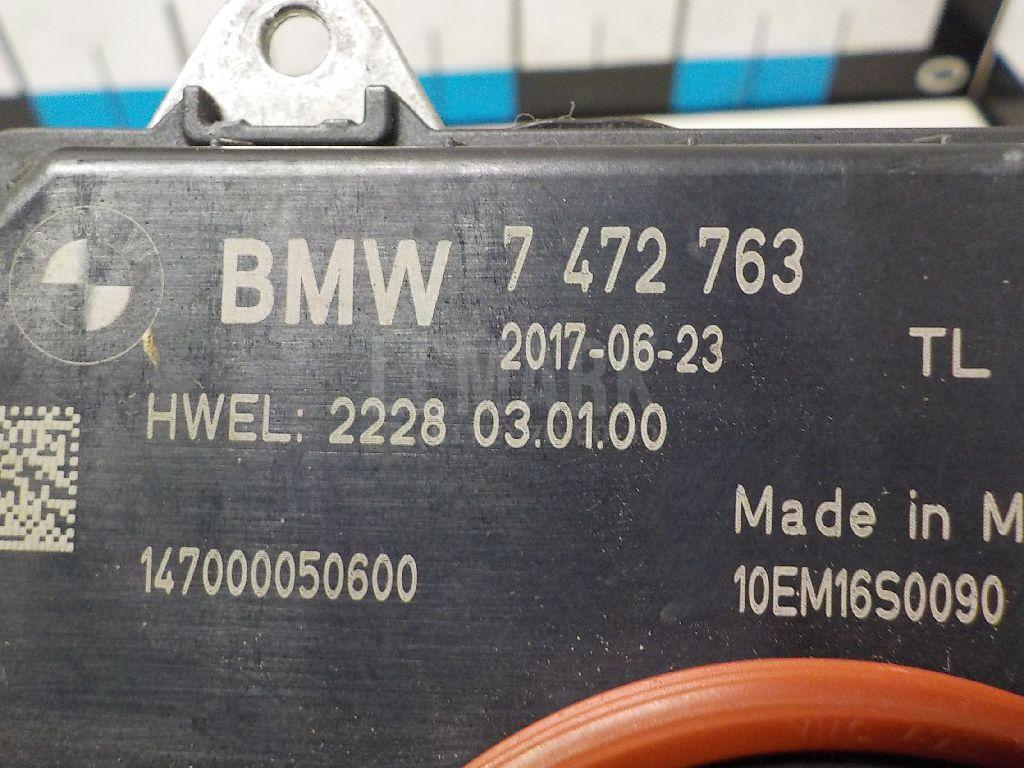 BMW 7 472 763
2017-06-23
TL
HWEL: 2228 03.01.00
Made in M
147000050600
10EM16S0090